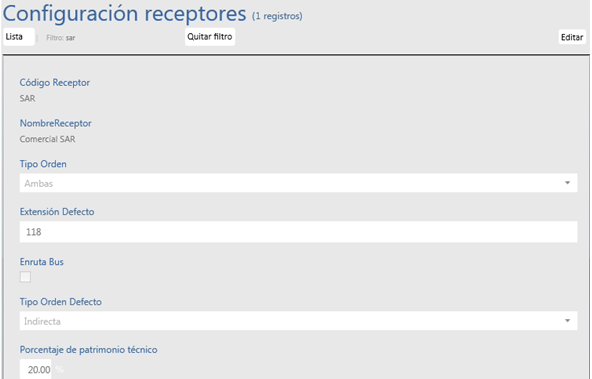 Configuración receptores (1 registros)
Lista Filtro: sar Quitar filtro Editar
Código Receptor
SAR
NombreReceptor
Comercial SAR
Tipo Orden
Ambas
Extensión Defecto
118
Enruta Bus
Tipo Orden Defecto
Indirecta
Porcentaje de patrimonio técnico
20.00 %